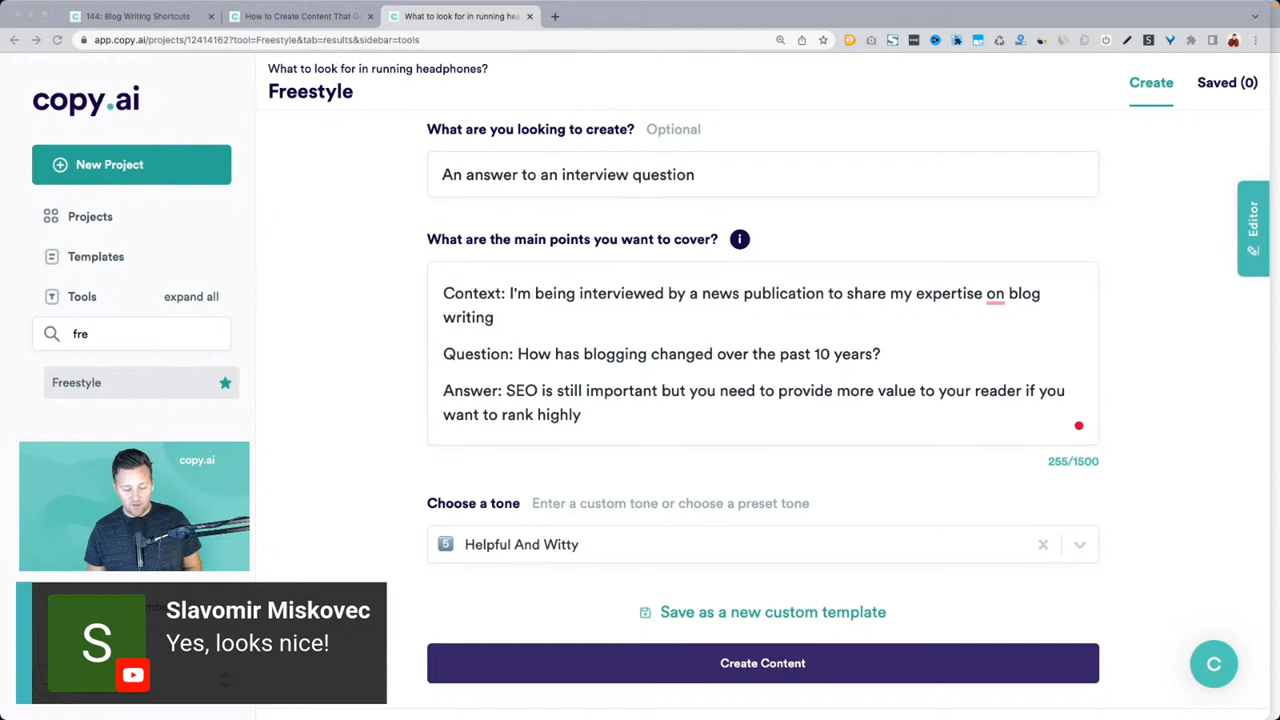 144: Blog Writing Shortcuts
How to Create Content That G
What to look for in running hea
app.copy.ai/projects/12414162?tool=Freestyle&tab=results&sidebar=tools
copy.ai
New Project
Projects
Templates
Tools
expand all
fre
Freestyle
copy.ai
What to look for in running headphones?
Freestyle
Create
Saved (0)
What are you looking to create? Optional
An answer to an interview question
What are the main points you want to cover?
Context: I'm being interviewed by a news publication to share my expertise on blog
writing
Question: How has blogging changed over the past 10 years?
Answer: SEO is still important but you need to provide more value to your reader if you
want to rank highly
255/1500
Choose a tone Enter a custom tone or choose a preset tone
5 Helpful And Witty
Save as a new custom template
Create Content
Editor
C
S
Slavomir Miskovec
Yes, looks nice!